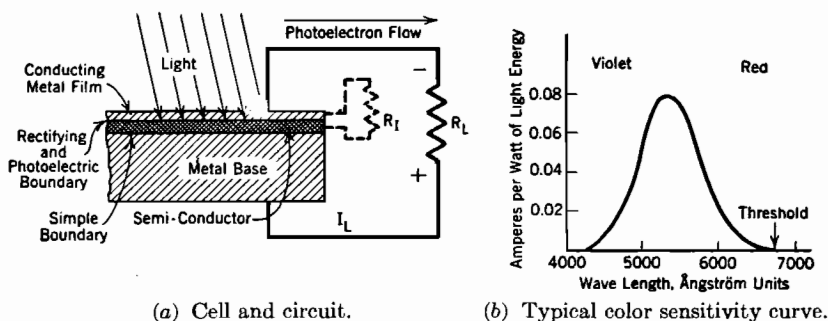 Photoelectron Flow
Light
Conducting
Metal Film
Rectifying
and
Photoelectric
Boundary
Simple
Boundary
Metal Base
Semi-Conductor
R_I
R_L
−
+
I_L
(a) Cell and circuit.
Amperes per Watt of Light Energy
Violet
Red
0.08
0.06
0.04
0.02
Threshold
4000
5000
6000
7000
Wave Length, Ångström Units
(b) Typical color sensitivity curve.